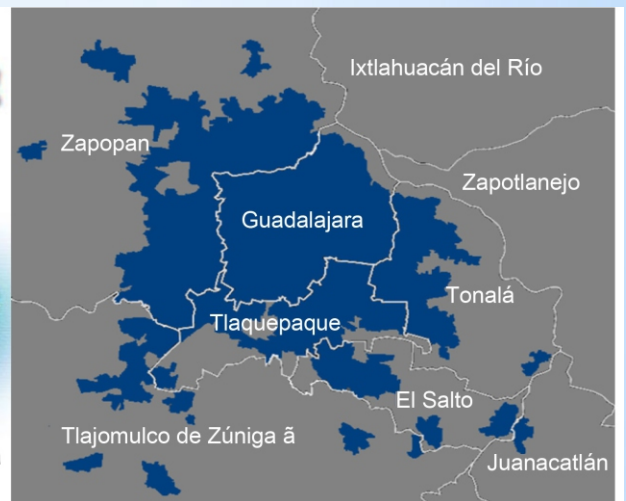 Ixtlahuacán del Río
Zapopan
Zapotlanejo
Guadalajara
Tonalá
Tlaquepaque
El Salto
Tlajomulco de Zúniga ã
Juanacatlán